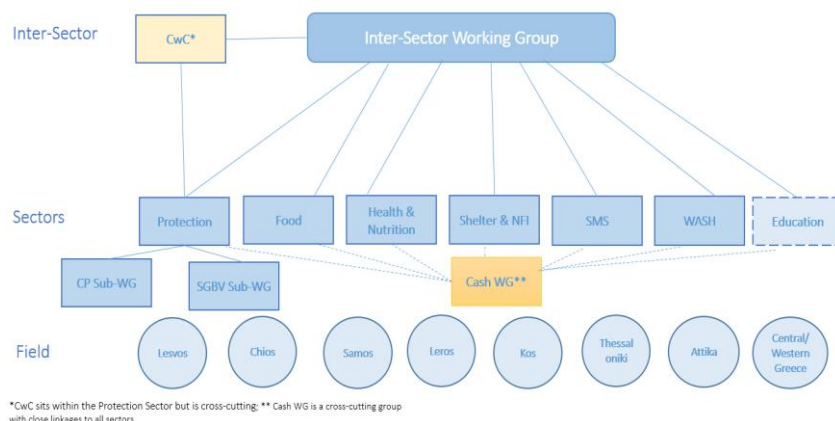 Inter-Sector
CwC*
Inter-Sector Working Group
Sectors
Protection
Food
Health &
Nutrition
Shelter & NFI
SMS
WASH
Education
CP Sub-WG
SGBV Sub-WG
Cash WG**
Field
Lesvos
Chios
Samos
Leros
Kos
Thessal
oniki
Attika
Central/
Western
Greece
*CwC sits within the Protection Sector but is cross-cutting; ** Cash WG is a cross-cutting group
with close linkages to all sectors